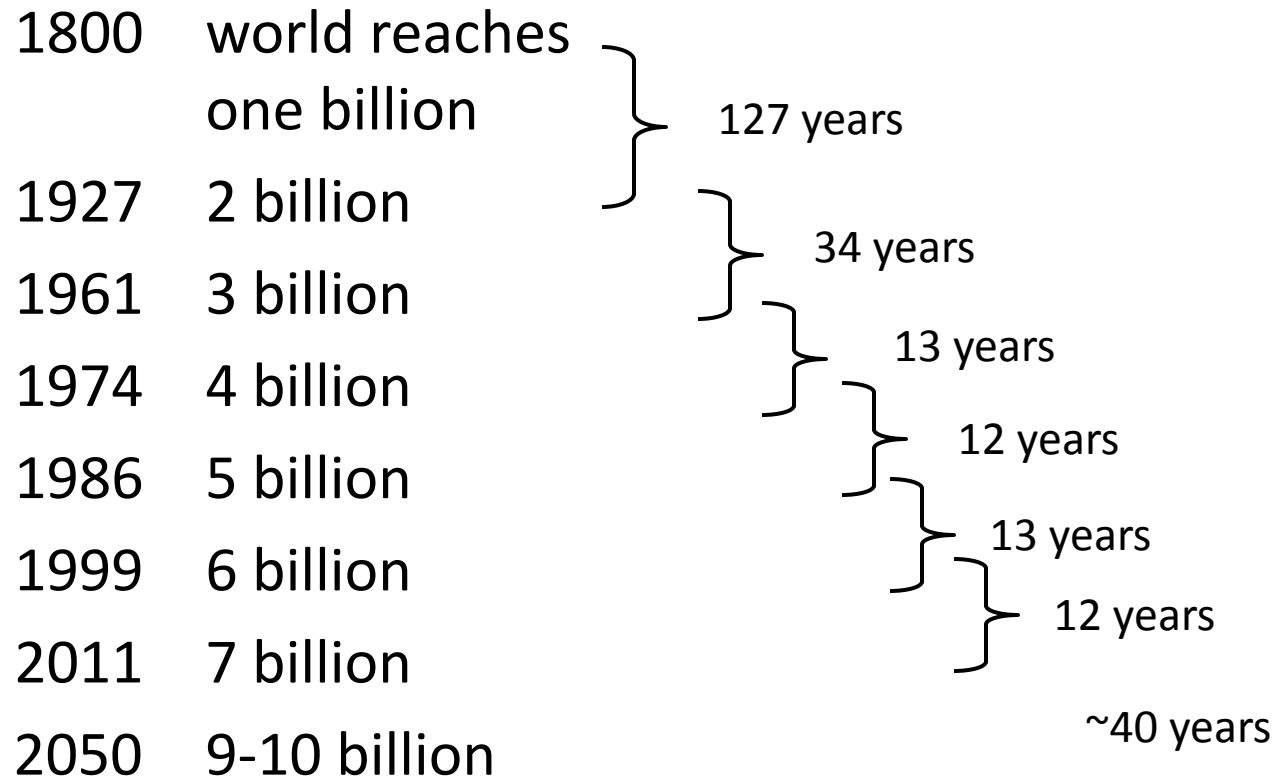 1800 world reaches
one billion
127 years
1927 2 billion
34 years
1961 3 billion
13 years
1974 4 billion
12 years
1986 5 billion
13 years
1999 6 billion
12 years
2011 7 billion
~40 years
2050 9-10 billion